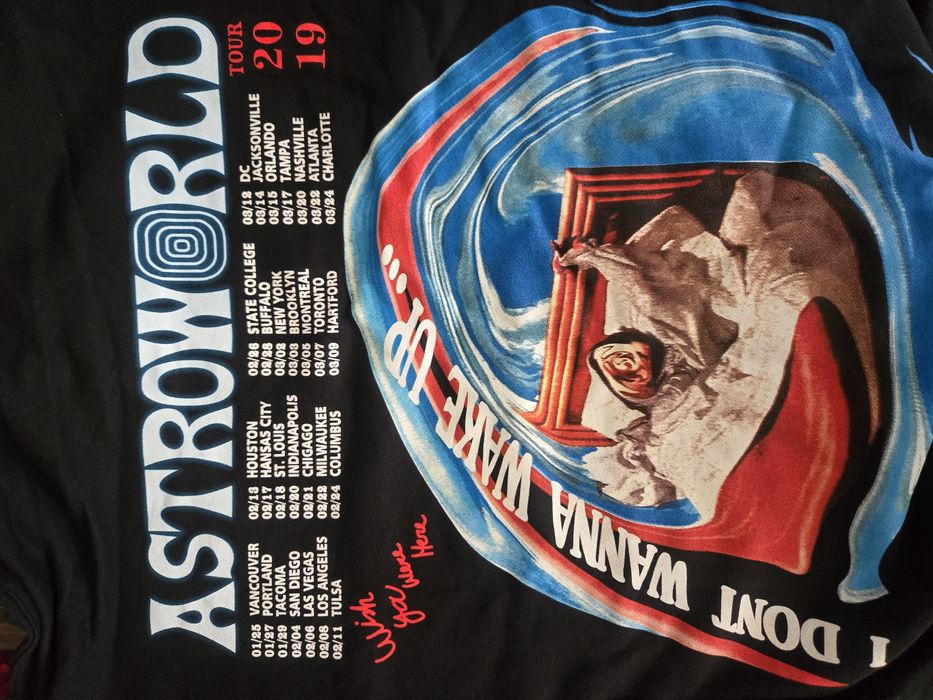 ASTROWORLD
TOUR
20
19
01/25 VANCOUVER
01/27 PORTLAND
01/29 TACOMA
02/04 SAN DIEGO
02/06 LAS VEGAS
02/08 LOS ANGELES
02/11 TULSA
02/13 HOUSTON
02/17 KANSAS CITY
02/18 ST. LOUIS
02/20 INDIANAPOLIS
02/21 CHICAGO
02/22 MILWAUKEE
02/24 COLUMBUS
02/26 STATE COLLEGE
02/28 BUFFALO
03/02 NEW YORK
03/03 BROOKLYN
03/05 MONTREAL
03/07 TORONTO
03/09 HARTFORD
03/12 DC
03/14 JACKSONVILLE
03/15 ORLANDO
03/17 TAMPA
03/20 NASHVILLE
03/22 ATLANTA
03/24 CHARLOTTE
Wish
ya were
Here
I DONT WANNA WAKE UP....